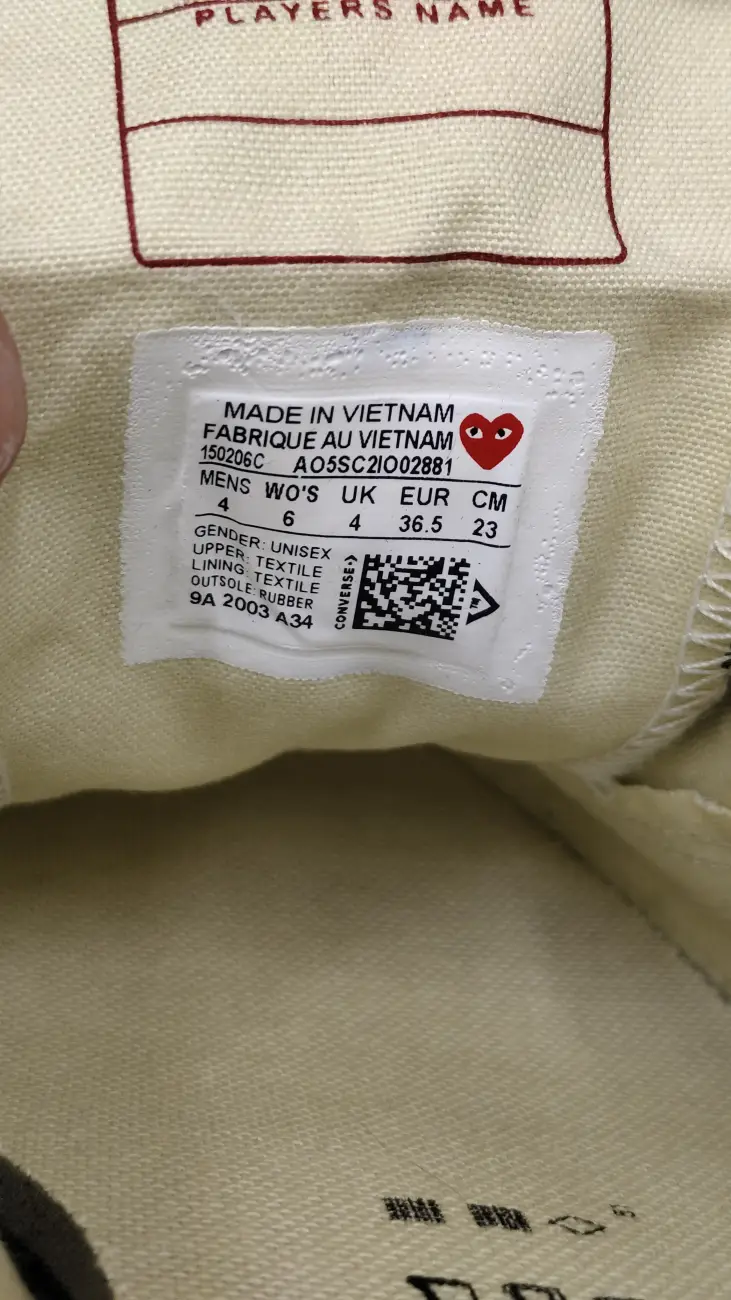 PLAYERS NAME
MADE IN VIETNAM
FABRIQUE AU VIETNAM
150206C AO5SC2IO02881
MENS WO'S UK EUR CM
4 6 4 36.5 23
GENDER: UNISEX
UPPER: TEXTILE
LINING: TEXTILE
OUTSOLE: RUBBER
9A 2003 A34
CONVERSE
TM